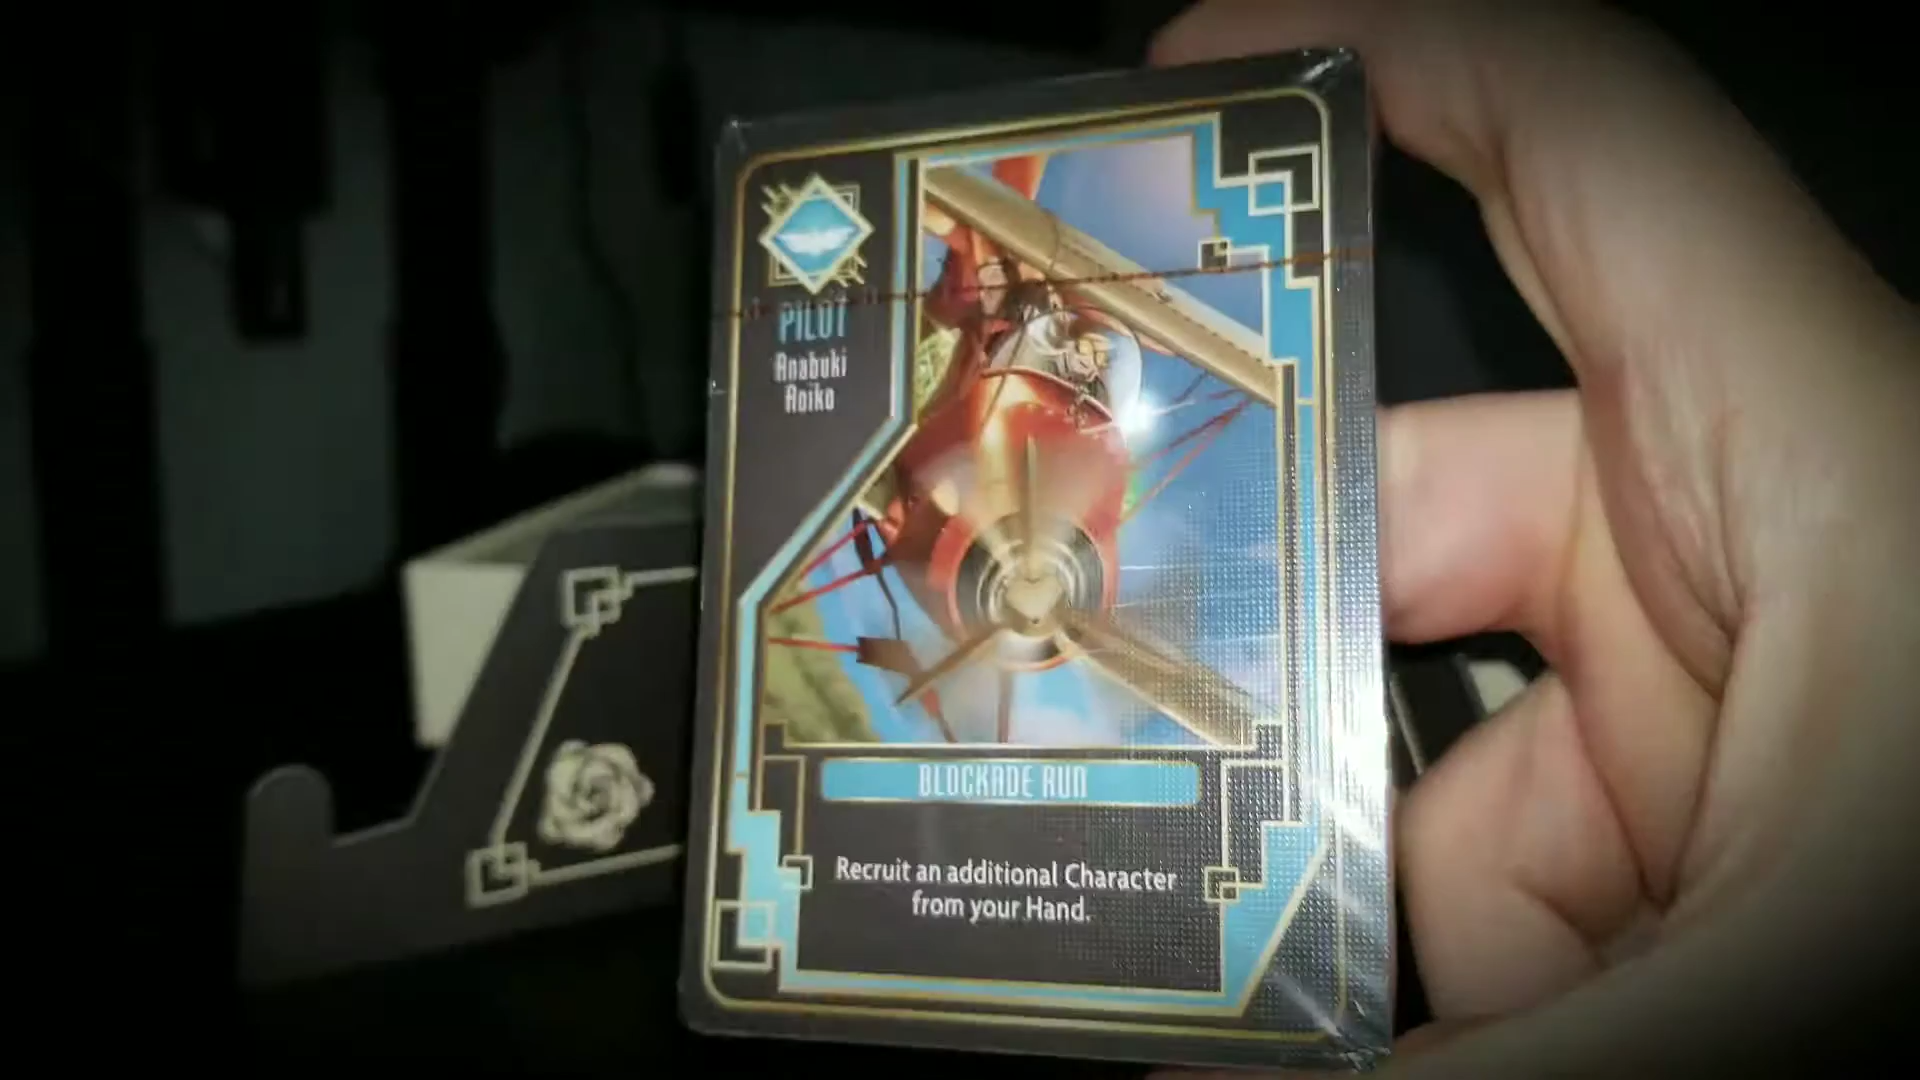 PILOT
Anabuki
Aoiko
BLOCKADE RUN
Recruit an additional Character
from your Hand.